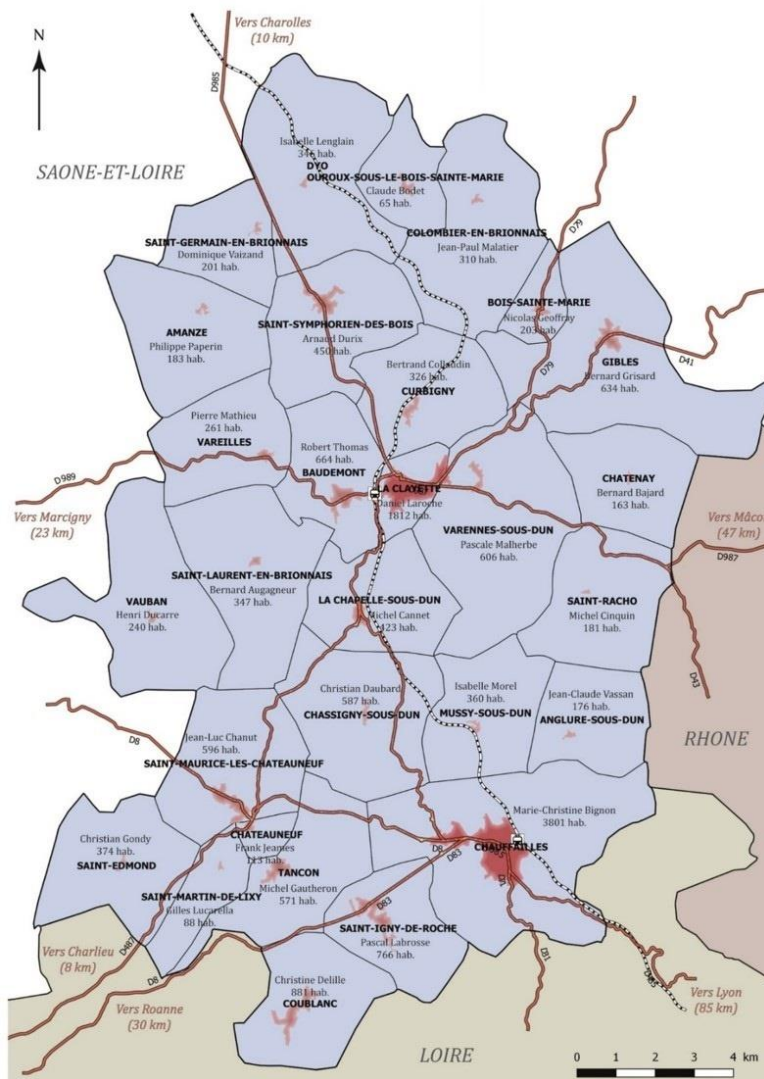 Vers Charolles
(10 km)
N
D985
SAONE-ET-LOIRE
Isabelle Lenglain
346 hab.
DYO
OUROUX-SOUS-LE-BOIS-SAINTE-MARIE
Claude Bodet
65 hab.
D79
SAINT-GERMAIN-EN-BRIONNAIS
Dominique Vaizand
201 hab.
COLOMBIER-EN-BRIONNAIS
Jean-Paul Malatier
310 hab.
AMANZE
Philippe Paperin
183 hab.
SAINT-SYMPHORIEN-DES-BOIS
Arnaud Durix
450 hab.
BOIS-SAINTE-MARIE
Nicolas Geoffray
203 hab.
GIBLES
Bernard Grisard
634 hab.
D41
D79
Bertrand Collaudin
326 hab.
CURBIGNY
Pierre Mathieu
261 hab.
VAREILLES
Robert Thomas
664 hab.
BAUDEMONT
D989
Vers Marcigny
(23 km)
LA CLAYETTE
Daniel Laroche
1812 hab.
CHATENAY
Bernard Bajard
163 hab.
VARENNES-SOUS-DUN
Pascale Malherbe
606 hab.
Vers Mâcon
(47 km)
D987
SAINT-LAURENT-EN-BRIONNAIS
Bernard Augagneur
347 hab.
VAUBAN
Henri Ducarre
240 hab.
LA CHAPELLE-SOUS-DUN
Michel Cannet
423 hab.
SAINT-RACHO
Michel Cinquin
181 hab.
D43
Christian Daubard
587 hab.
CHASSIGNY-SOUS-DUN
Isabelle Morel
360 hab.
MUSSY-SOUS-DUN
Jean-Claude Vassan
176 hab.
ANGLURE-SOUS-DUN
RHONE
D8
Jean-Luc Chanut
596 hab.
SAINT-MAURICE-LES-CHATEAUNEUF
Marie-Christine Bignon
3801 hab.
CHAUFFAILLES
Christian Gondy
374 hab.
SAINT-EDMOND
CHATEAUNEUF
Frank Jeames
113 hab.
D8
D83
TANCON
Michel Gautheron
571 hab.
SAINT-MARTIN-DE-LIXY
Gilles Lucarella
88 hab.
D83
SAINT-IGNY-DE-ROCHE
Pascal Labrosse
766 hab.
Vers Charlieu
(8 km)
D487
D8
Vers Roanne
(30 km)
Christine Delille
881 hab.
COUBLANC
D81
Vers Lyon
(85 km)
LOIRE
0 1 2 3 4 km